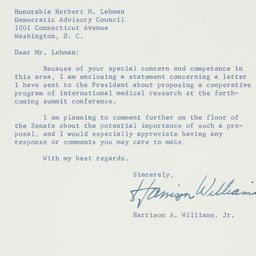 Honorable Herbert H. Lehman
Democratic Advisory Council
1001 Connecticut Avenue
Washington, D. C.
Dear Mr. Lehman:
Because of your special concern and competence in
this area, I am enclosing a statement concerning a letter
I have sent to the President about proposing a cooperative
program of international medical research at the forth-
coming summit conference.
I am planning to comment further on the floor of
the Senate about the potential importance of such a pro-
posal, and I would especially appreciate having any
response or comments you may care to make.
With my best regards.
Sincerely,
Harrison Williams
Harrison A. Williams, Jr.